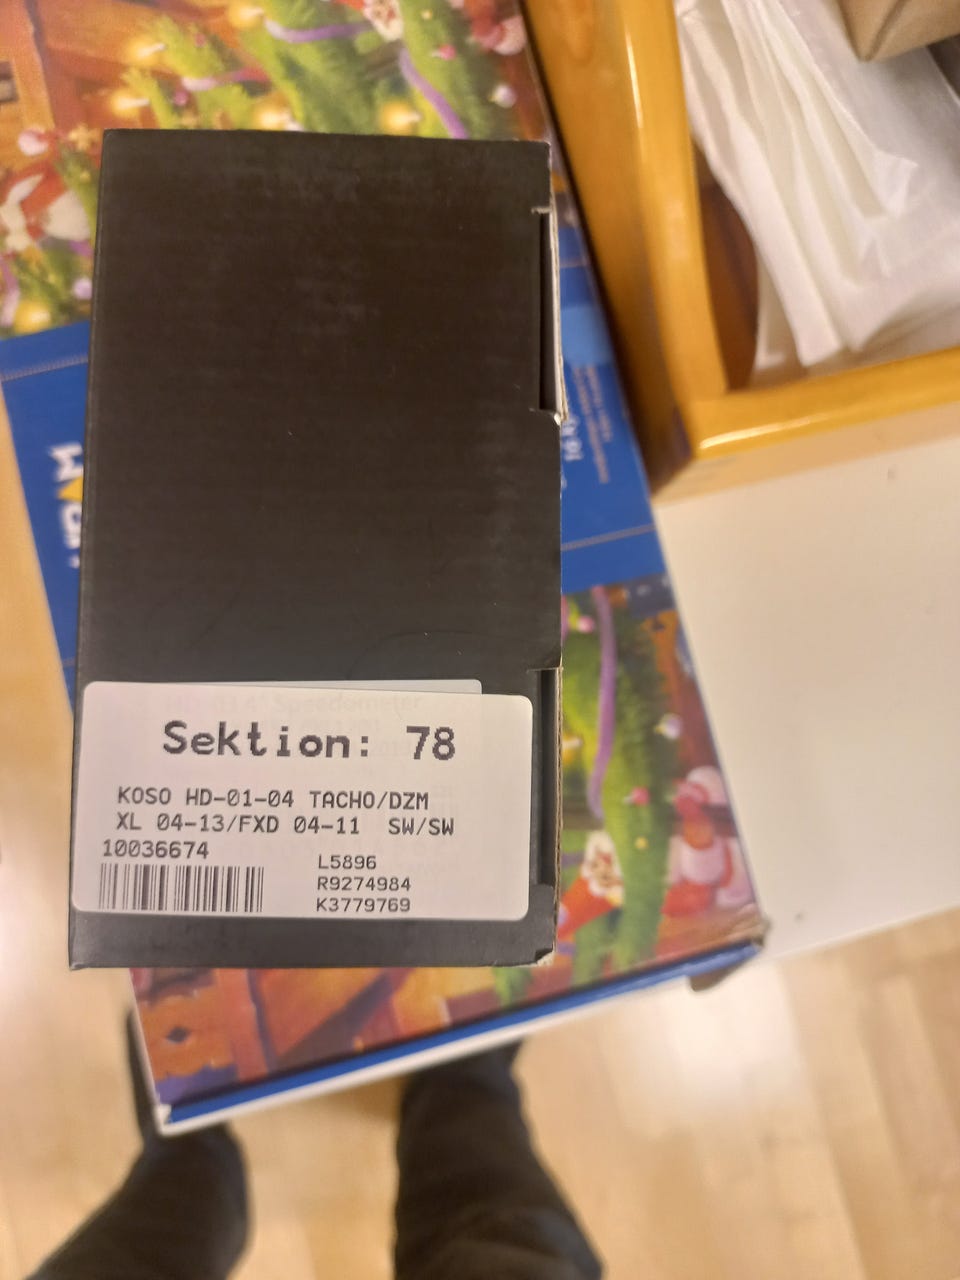 Sektion: 78
KOSO HD-01-04 TACHO/DZM
XL 04-13/FXD 04-11 SW/SW
10036674
L5896
R9274984
K3779769
Speedometer